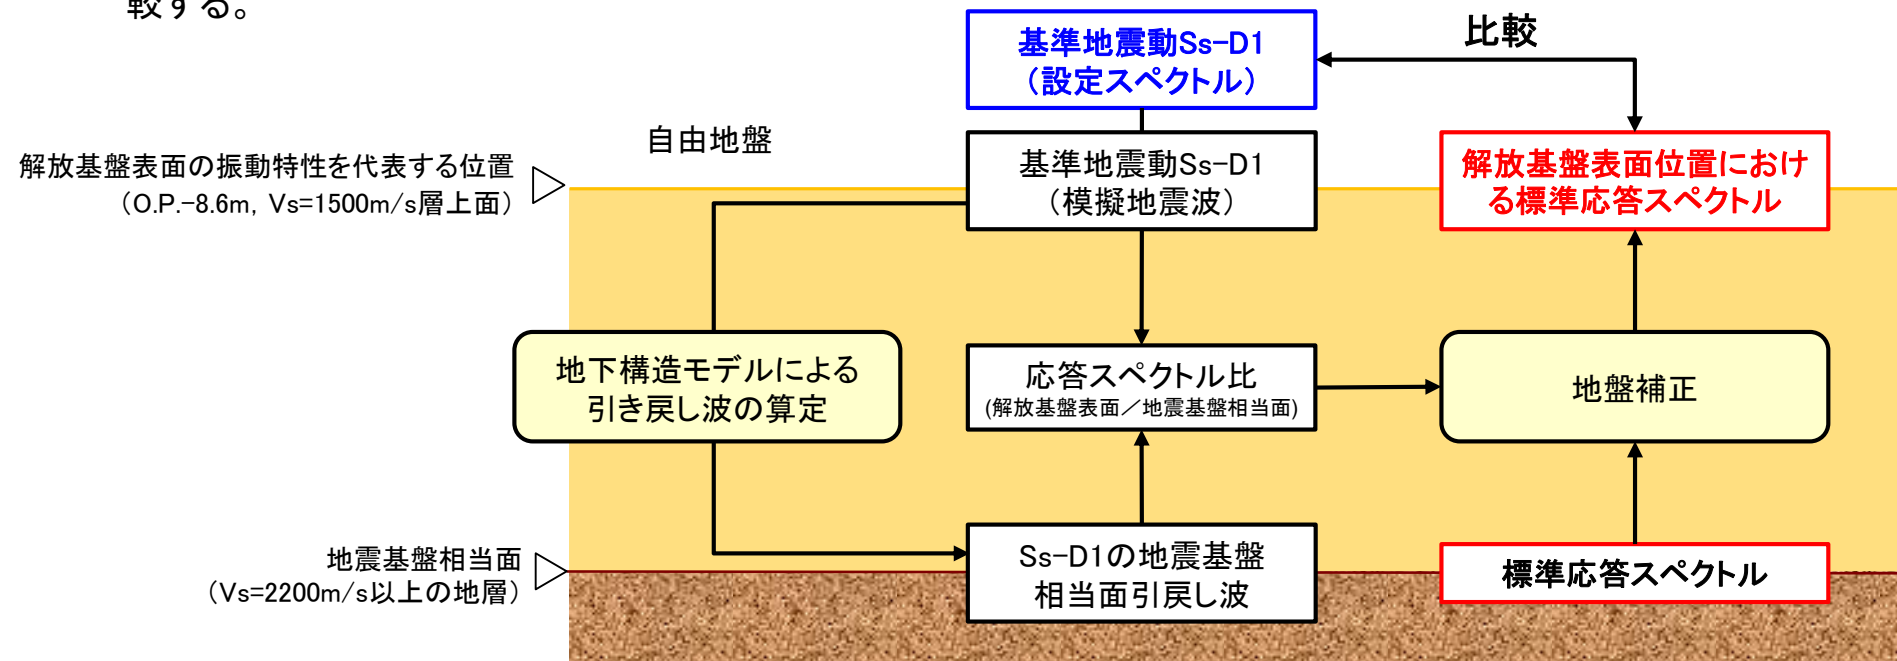 較する。
基準地震動Ss-D1
（設定スペクトル）
比較
自由地盤
解放基盤表面の振動特性を代表する位置
（O.P.-8.6m, Vs=1500m/s層上面）
基準地震動Ss-D1
（模擬地震波）
解放基盤表面位置におけ
る標準応答スペクトル
地下構造モデルによる
引き戻し波の算定
応答スペクトル比
(解放基盤表面／地震基盤相当面)
地盤補正
地震基盤相当面
（Vs=2200m/s以上の地層）
Ss-D1の地震基盤
相当面引戻し波
標準応答スペクトル